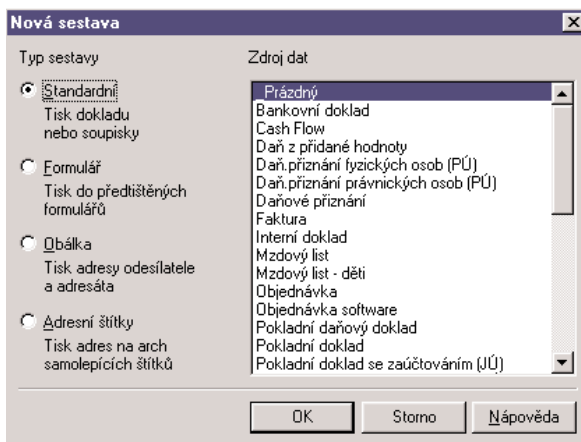 Nová sestava
Typ sestavy
Standardní
Tisk dokladu
nebo soupisky
Formulář
Tisk do předtištěných
formulářů
Obálka
Tisk adresy odesílatele
a adresáta
Adresní štítky
Tisk adres na arch
samolepících štítků
Zdroj dat
_Prázdný
Bankovní doklad
Cash Flow
Daň z přidané hodnoty
Daň.přiznání fyzických osob (PÚ)
Daň.přiznání právnických osob (PÚ)
Daňové přiznání
Faktura
Interní doklad
Mzdový list
Mzdový list - děti
Objednávka
Objednávka software
Pokladní daňový doklad
Pokladní doklad
Pokladní doklad se zaúčtováním (JÚ)
OK
Storno
Nápověda